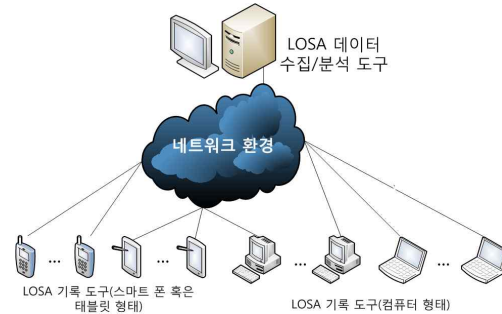 LOSA 데이터
수집/분석 도구
네트워크 환경
...
...
...
...
LOSA 기록 도구(스마트 폰 혹은
태블릿 형태)
LOSA 기록 도구(컴퓨터 형태)